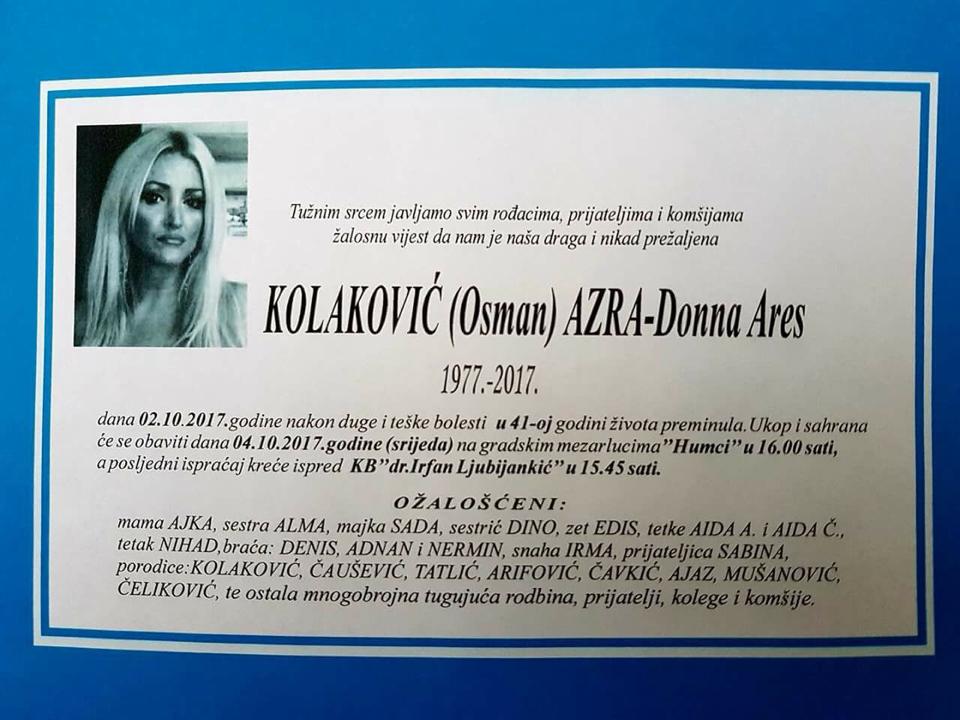 Tužnim srcem javljamo svim rođacima, prijateljima i komšijama
žalosnu vijest da nam je naša draga i nikad prežaljena
KOLAKOVIĆ (Osman) AZRA-Donna Ares
1977.-2017.
dana 02.10.2017.godine nakon duge i teške bolesti u 41-oj godini života preminula. Ukop i sahrana
će se obaviti dana 04.10.2017.godine (srijeda) na gradskim mezarlucima "Humci" u 16.00 sati,
a posljedni ispraćaj kreće ispred KB"dr.Irfan Ljubijankić" u 15.45 sati.
OŽALOŠĆENI:
mama AJKA, sestra ALMA, majka SADA, sestrić DINO, zet EDIS, tetke AIDA A. i AIDA Č.,
tetak NIHAD,braća: DENIS, ADNAN i NERMIN, snaha IRMA, prijateljica SABINA,
porodice:KOLAKOVIĆ, ČAUŠEVIĆ, TATLIĆ, ARIFOVIĆ, ČAVKIĆ, AJAZ, MUŠANOVIĆ,
ČELIKOVIĆ, te ostala mnogobrojna tugujuća rodbina, prijatelji, kolege i komšije.